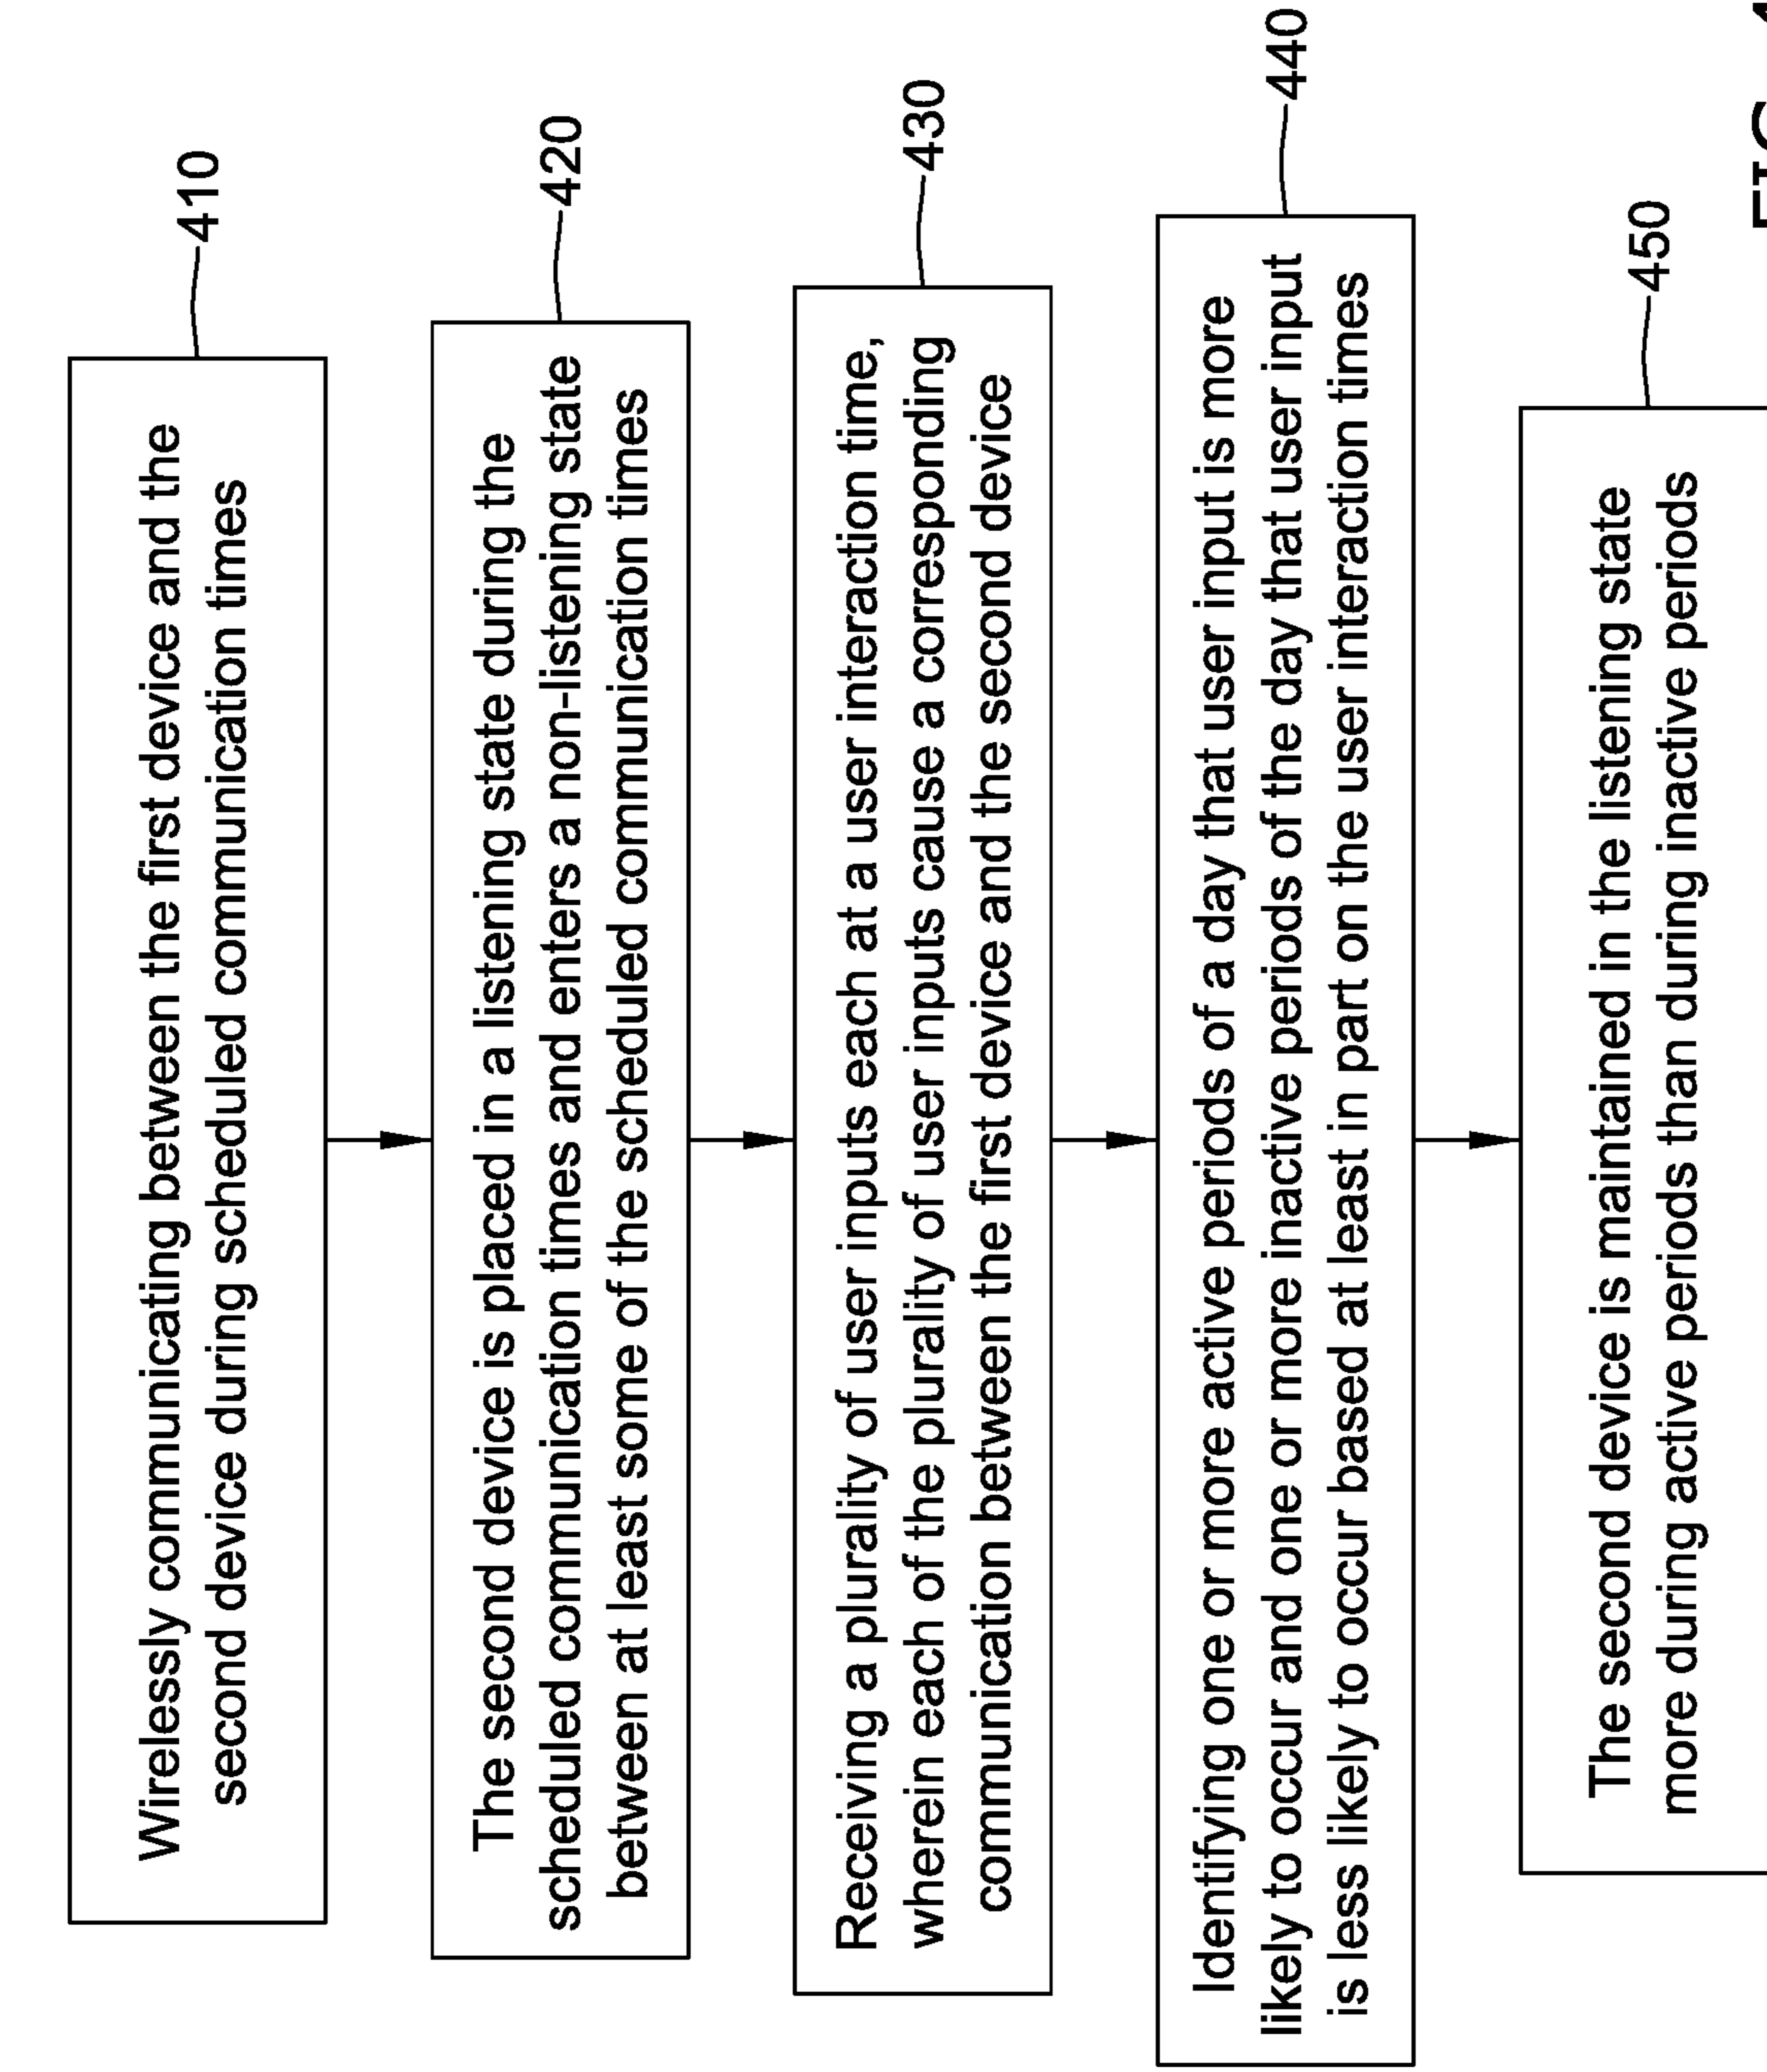 Wirelessly communicating between the first device and the
second device during scheduled communication times
410
The second device is placed in a listening state during the
scheduled communication times and enters a non-listening state
between at least some of the scheduled communication times
420
Receiving a plurality of user inputs each at a user interaction time,
wherein each of the plurality of user inputs cause a corresponding
communication between the first device and the second device
430
Identifying one or more active periods of a day that user input is more
likely to occur and one or more inactive periods of the day that user input
is less likely to occur based at least in part on the user interaction times
440
The second device is maintained in the listening state
more during active periods than during inactive periods
450